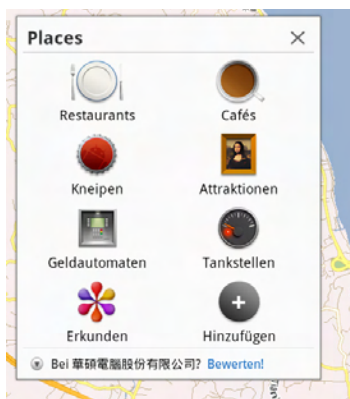 Places
Restaurants Cafés
Kneipen Attraktionen
Geldautomaten Tankstellen
Erkunden Hinzufügen
Bei 華碩電腦股份有限公司? Bewerten!